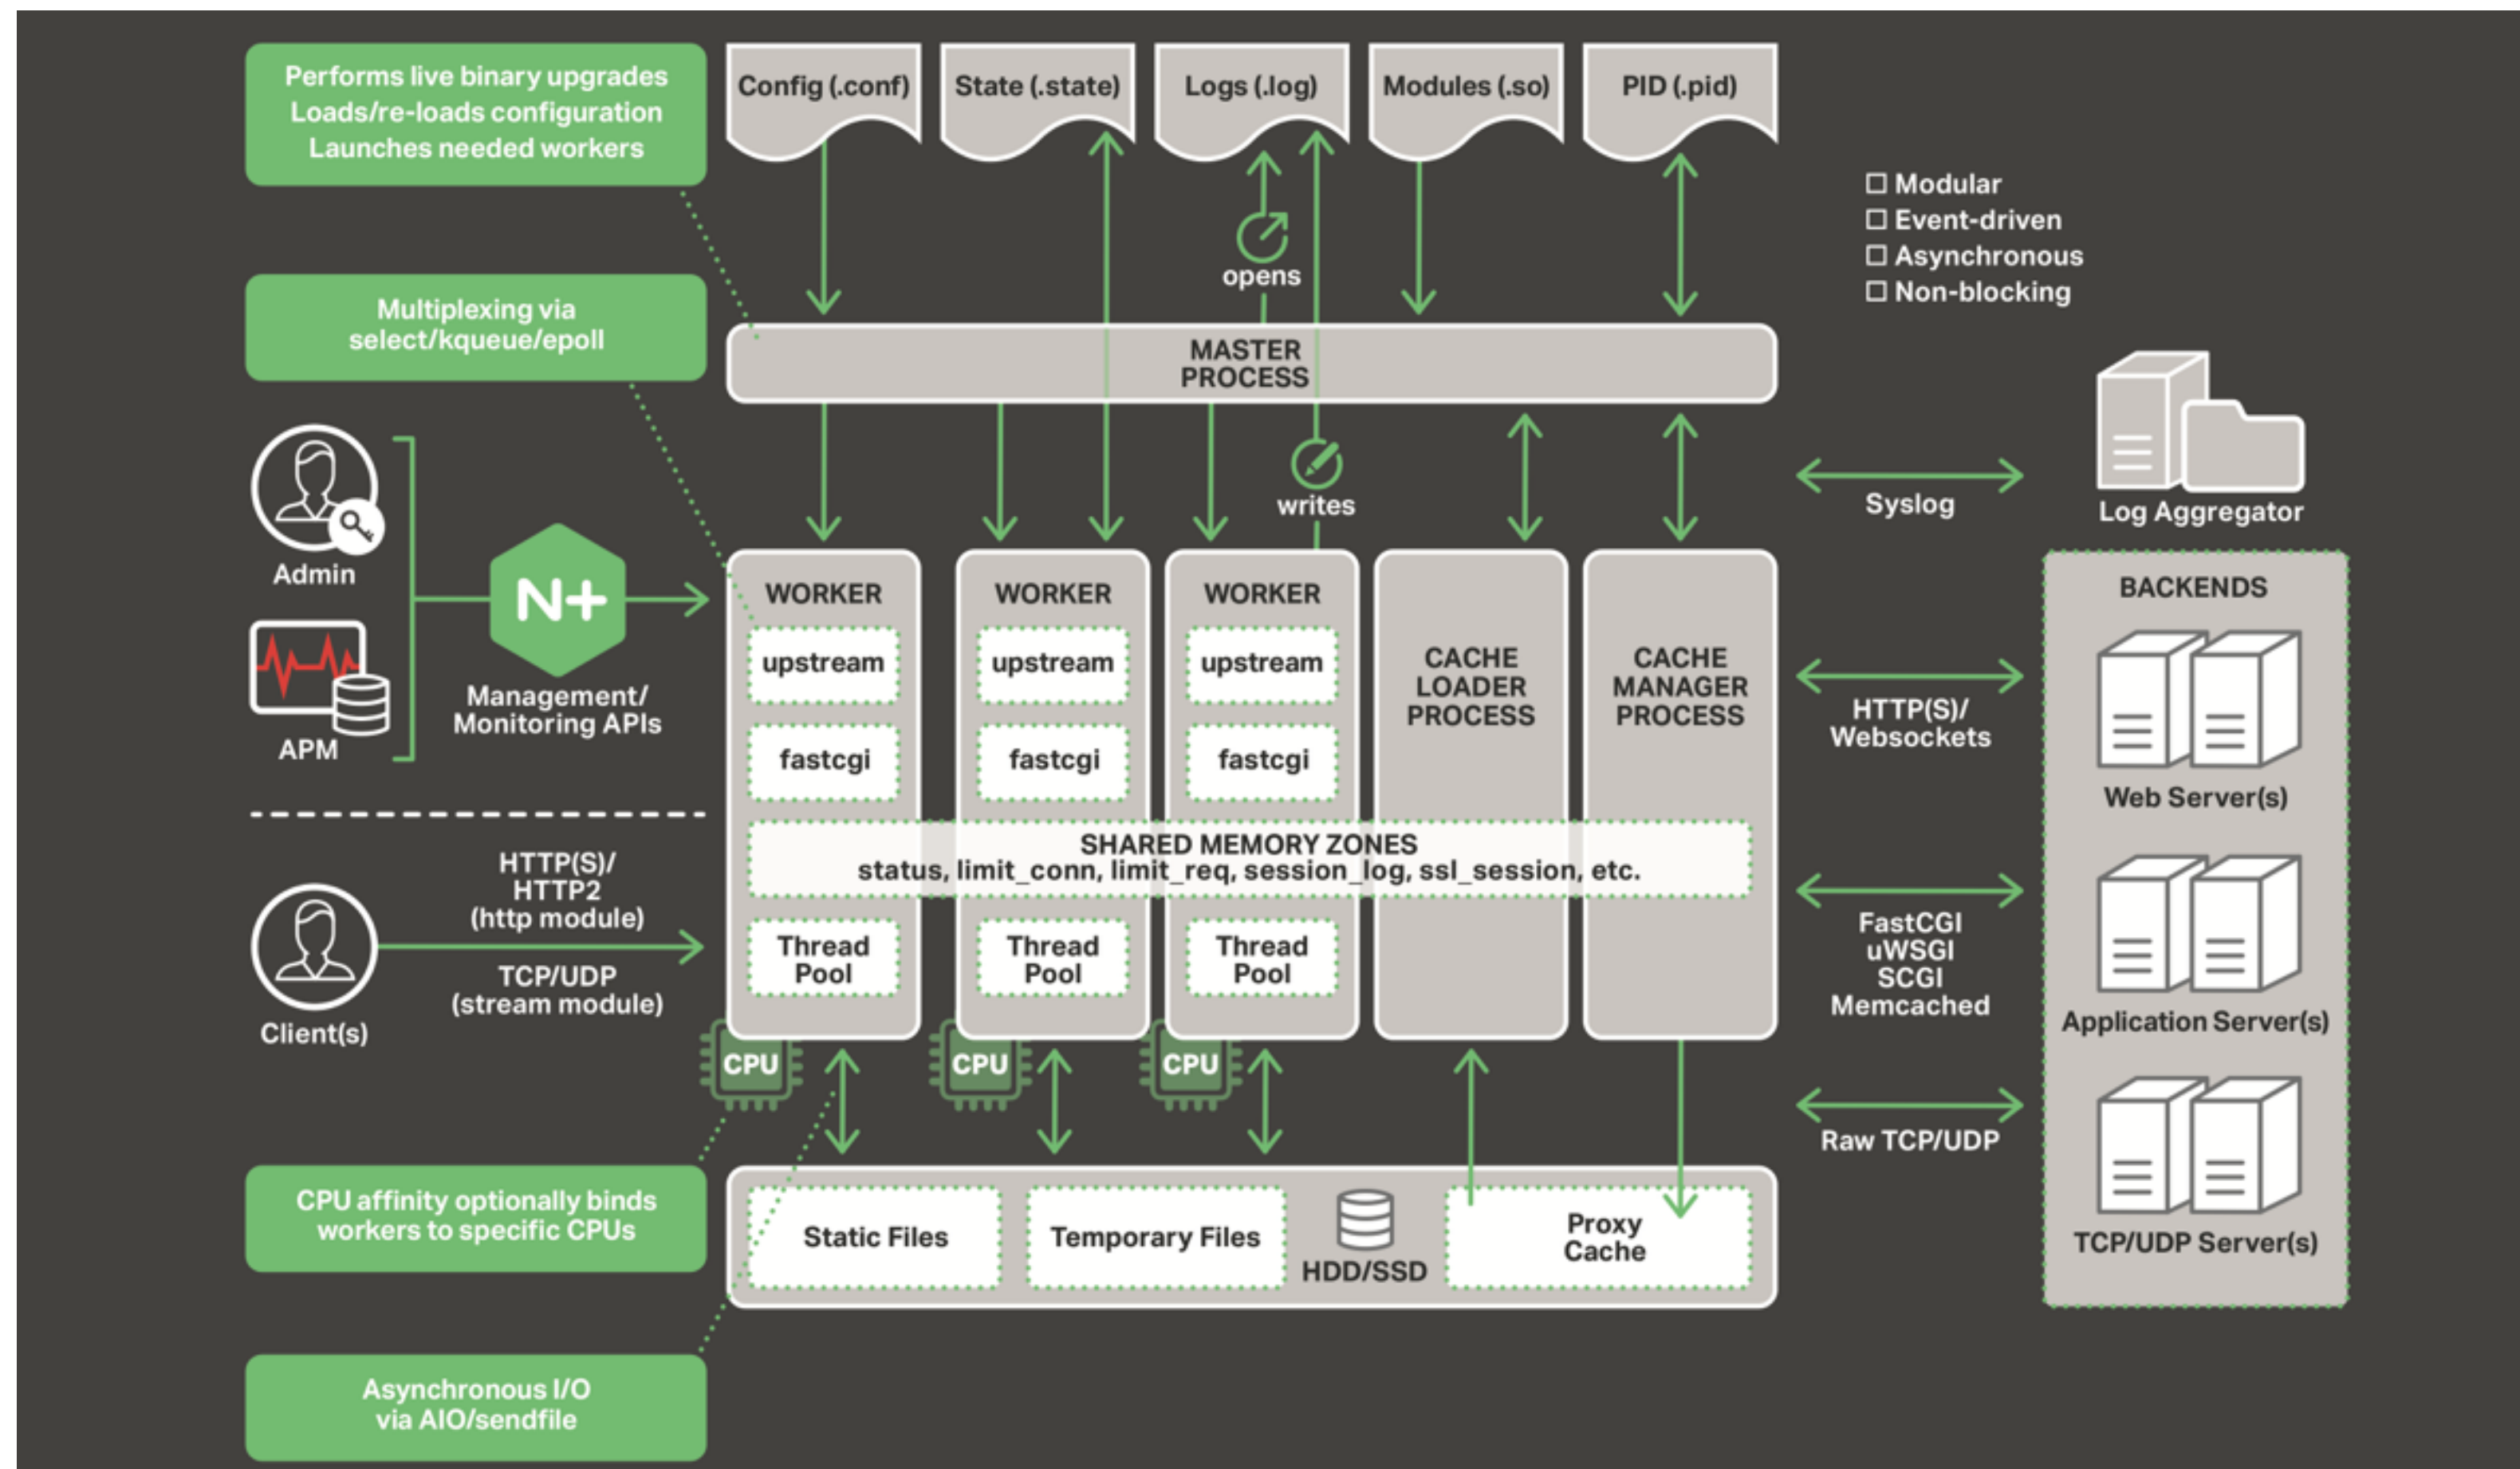 Performs live binary upgrades
Loads/re-loads configuration
Launches needed workers
Config (.conf)
State (.state)
Logs (.log)
Modules (.so)
PID (.pid)
Modular
Event-driven
Asynchronous
Non-blocking
opens
Multiplexing via
select/kqueue/epoll
MASTER
PROCESS
writes
Admin
APM
N+
Management/
Monitoring APIs
Syslog
Log Aggregator
WORKER
upstream
fastcgi
WORKER
upstream
fastcgi
WORKER
upstream
fastcgi
CACHE
LOADER
PROCESS
CACHE
MANAGER
PROCESS
SHARED MEMORY ZONES
status, limit_conn, limit_req, session_log, ssl_session, etc.
Thread
Pool
Thread
Pool
Thread
Pool
HTTP(S)/
HTTP2
(http module)
TCP/UDP
(stream module)
Client(s)
CPU
CPU
CPU
BACKENDS
HTTP(S)/
Websockets
Web Server(s)
FastCGI
uWSGI
SCGI
Memcached
Application Server(s)
Raw TCP/UDP
TCP/UDP Server(s)
CPU affinity optionally binds
workers to specific CPUs
Static Files
Temporary Files
HDD/SSD
Proxy
Cache
Asynchronous I/O
via AIO/sendfile